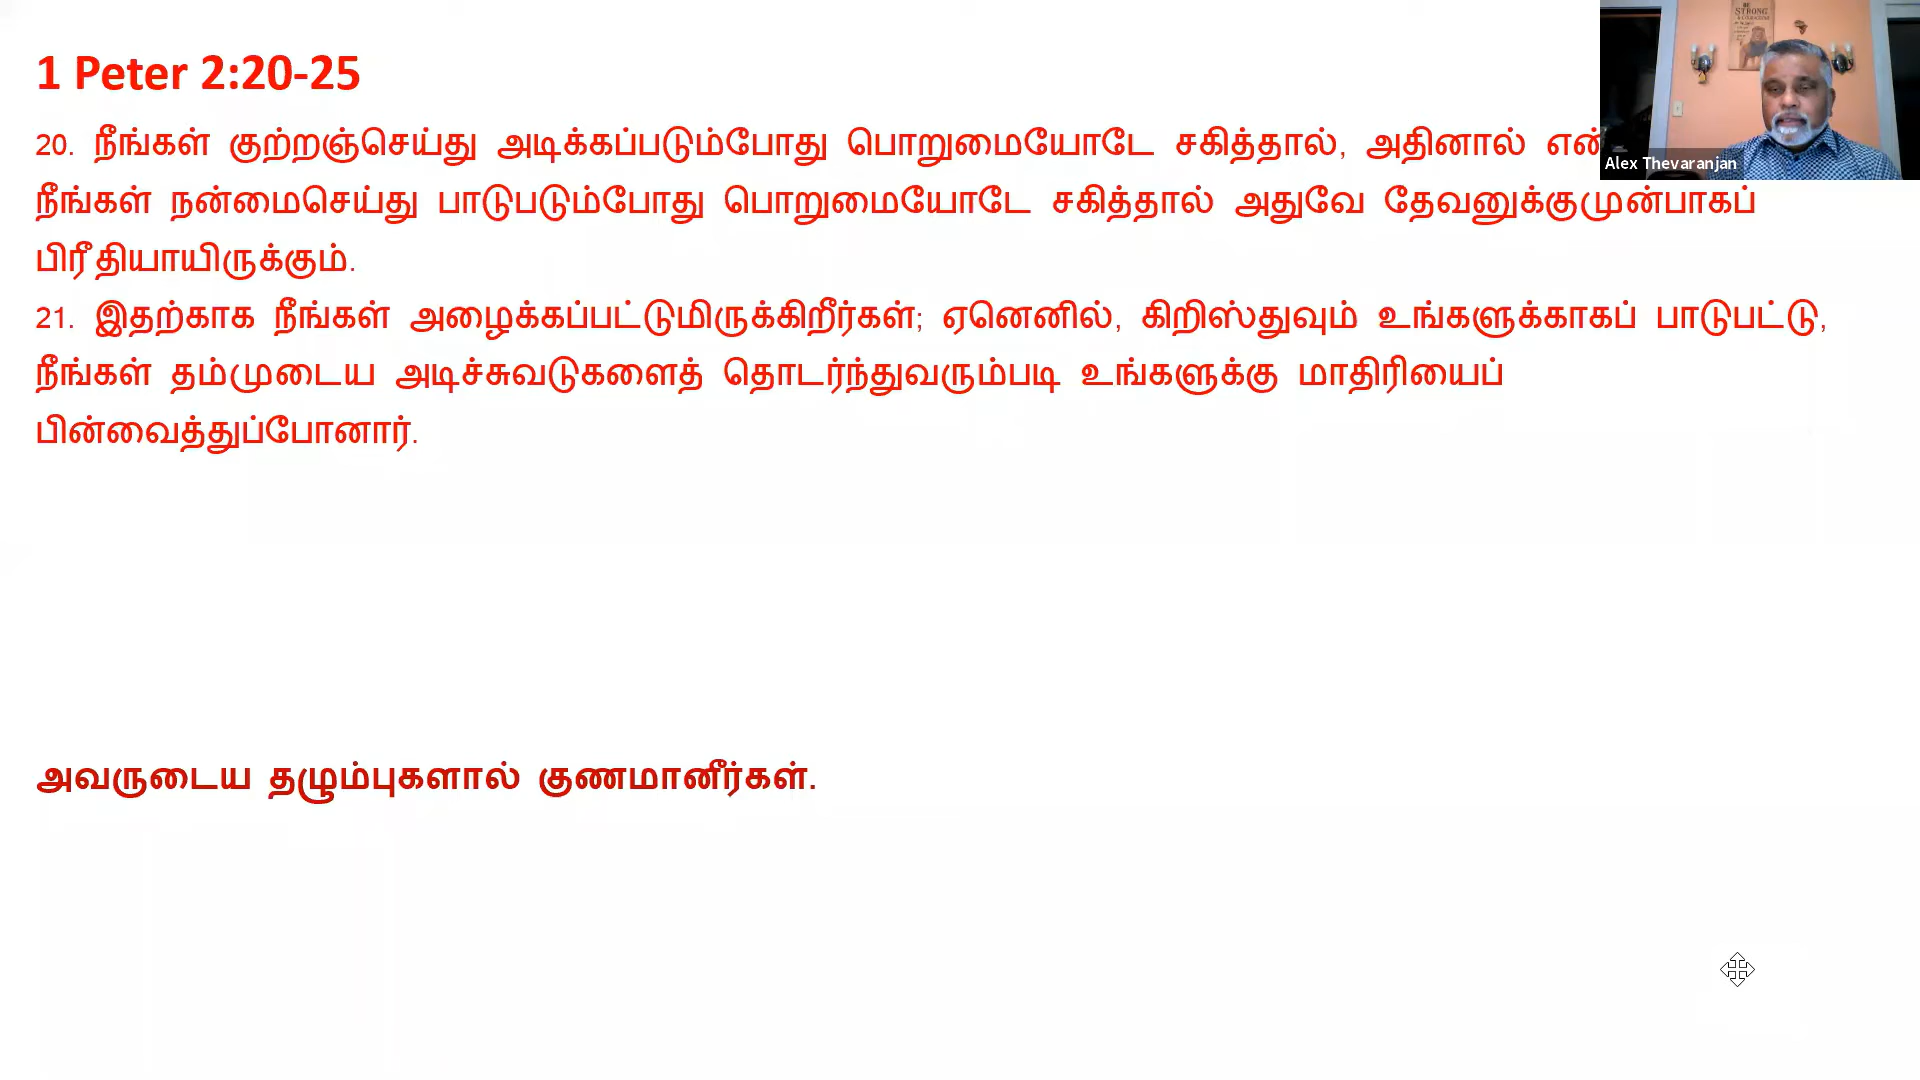 1 Peter 2:20-25
20. நீங்கள் குற்றஞ்செய்து அடிக்கப்படும்போது பொறுமையோடே சகித்தால், அதினால் என்
நீங்கள் நன்மைசெய்து பாடுபடும்போது பொறுமையோடே சகித்தால் அதுவே தேவனுக்குமுன்பாகப்
பிரீதியாயிருக்கும்.
21. இதற்காக நீங்கள் அழைக்கப்பட்டுமிருக்கிறீர்கள்; ஏனெனில், கிறிஸ்துவும் உங்களுக்காகப் பாடுபட்டு,
நீங்கள் தம்முடைய அடிச்சுவடுகளைத் தொடர்ந்துவரும்படி உங்களுக்கு மாதிரியைப்
பின்வைத்துப்போனார்.
அவருடைய தழும்புகளால் குணமானீர்கள்.
BE
STRONG
Alex Thevaranjan